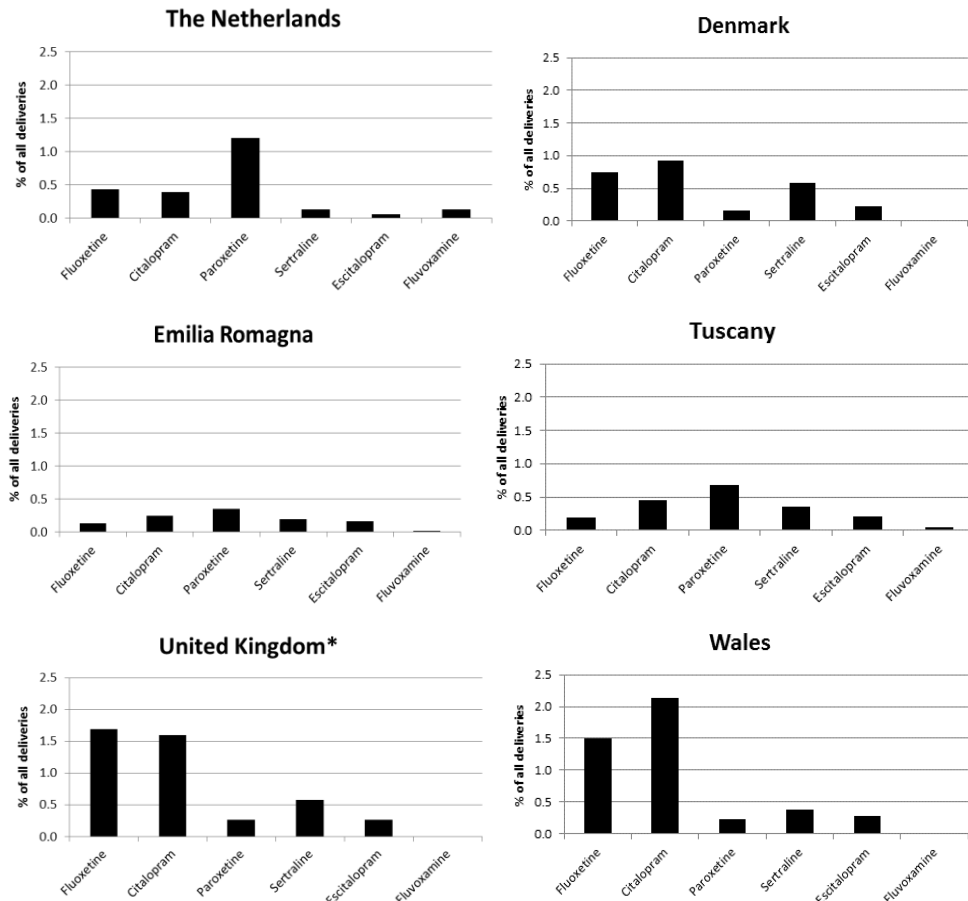 The Netherlands
% of all deliveries
2.5
2.0
1.5
1.0
0.5
0.0
Fluoxetine
Citalopram
Paroxetine
Sertraline
Escitalopram
Fluvoxamine
Denmark
% of all deliveries
2.5
2.0
1.5
1.0
0.5
0.0
Fluoxetine
Citalopram
Paroxetine
Sertraline
Escitalopram
Fluvoxamine
Emilia Romagna
% of all deliveries
2.5
2.0
1.5
1.0
0.5
0.0
Fluoxetine
Citalopram
Paroxetine
Sertraline
Escitalopram
Fluvoxamine
Tuscany
% of all deliveries
2.5
2.0
1.5
1.0
0.5
0.0
Fluoxetine
Citalopram
Paroxetine
Sertraline
Escitalopram
Fluvoxamine
United Kingdom*
% of all deliveries
2.5
2.0
1.5
1.0
0.5
0.0
Fluoxetine
Citalopram
Paroxetine
Sertraline
Escitalopram
Fluvoxamine
Wales
% of all deliveries
2.5
2.0
1.5
1.0
0.5
0.0
Fluoxetine
Citalopram
Paroxetine
Sertraline
Escitalopram
Fluvoxamine